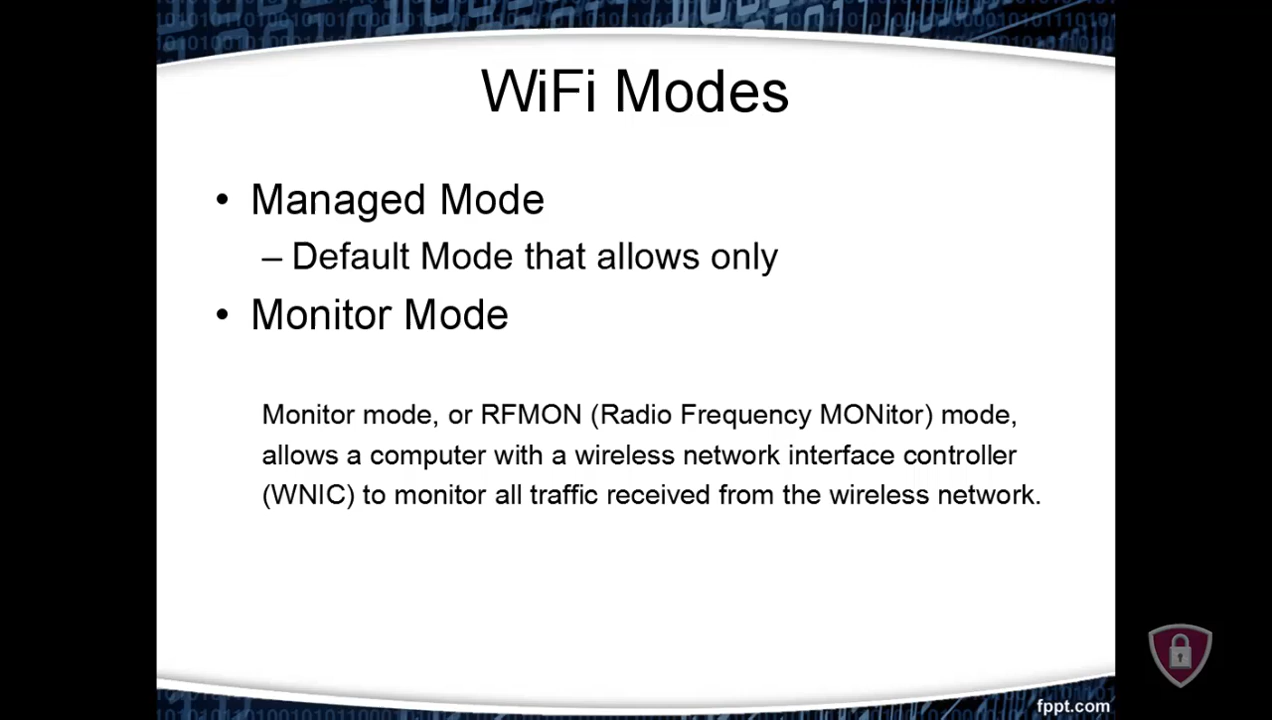 WiFi Modes
• Managed Mode
– Default Mode that allows only
• Monitor Mode
Monitor mode, or RFMON (Radio Frequency MONitor) mode,
allows a computer with a wireless network interface controller
(WNIC) to monitor all traffic received from the wireless network.
fppt.com